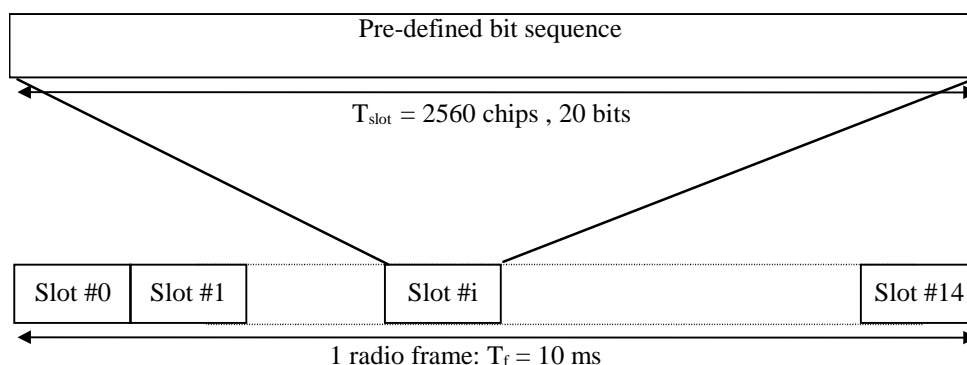 Pre-defined bit sequence
Tslot = 2560 chips , 20 bits
Slot #0 Slot #1 Slot #i Slot #14
1 radio frame: Tf = 10 ms